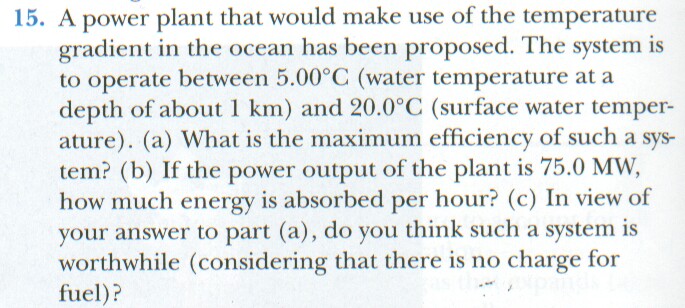 15. A power plant that would make use of the temperature
gradient in the ocean has been proposed. The system is
to operate between 5.00°C (water temperature at a
depth of about 1 km) and 20.0°C (surface water temper-
ature). (a) What is the maximum efficiency of such a sys-
tem? (b) If the power output of the plant is 75.0 MW,
how much energy is absorbed per hour? (c) In view of
your answer to part (a), do you think such a system is
worthwhile (considering that there is no charge for
fuel)?